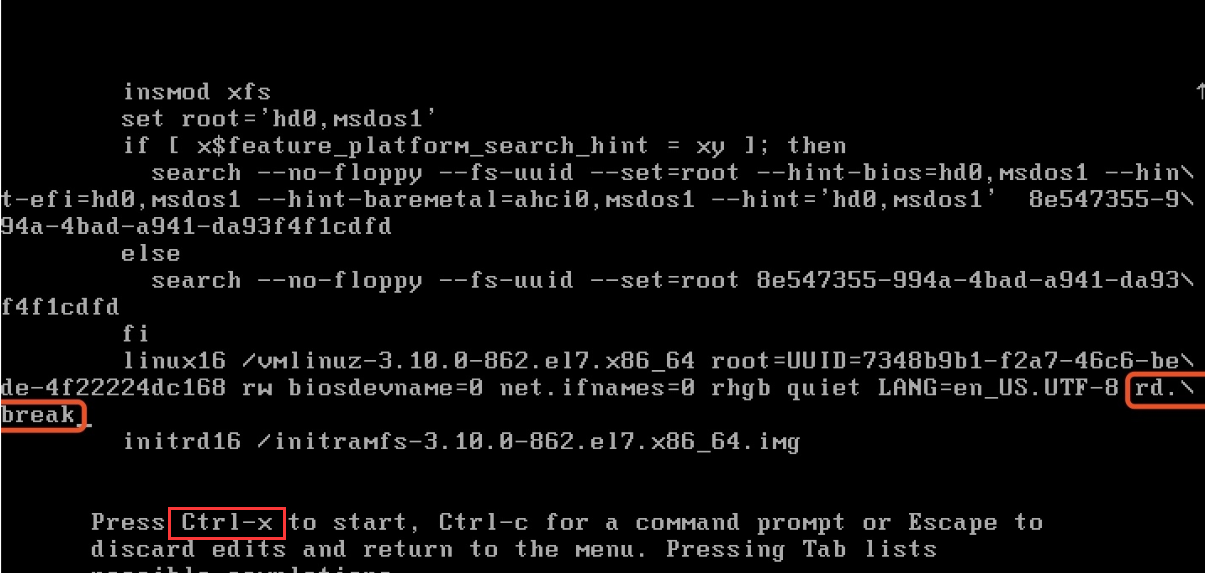 insmod xfs
set root='hd0,msdos1'
if [ x$feature_platform_search_hint = xy ]; then
search --no-floppy --fs-uuid --set=root --hint-bios=hd0,msdos1 --hin\
t-efi=hd0,msdos1 --hint-baremetal=ahci0,msdos1 --hint='hd0,msdos1'  8e547355-9\
94a-4bad-a941-da93f4f1cdfd
else
search --no-floppy --fs-uuid --set=root 8e547355-994a-4bad-a941-da93\
f4f1cdfd
fi
linux16 /vmlinuz-3.10.0-862.el7.x86_64 root=UUID=7348b9b1-f2a7-46c6-be\
de-4f22224dc168 rw biosdevname=0 net.ifnames=0 rhgb quiet LANG=en_US.UTF-8 rd.\
break_
initrd16 /initramfs-3.10.0-862.el7.x86_64.img
Press Ctrl-x to start, Ctrl-c for a command prompt or Escape to
discard edits and return to the menu. Pressing Tab lists